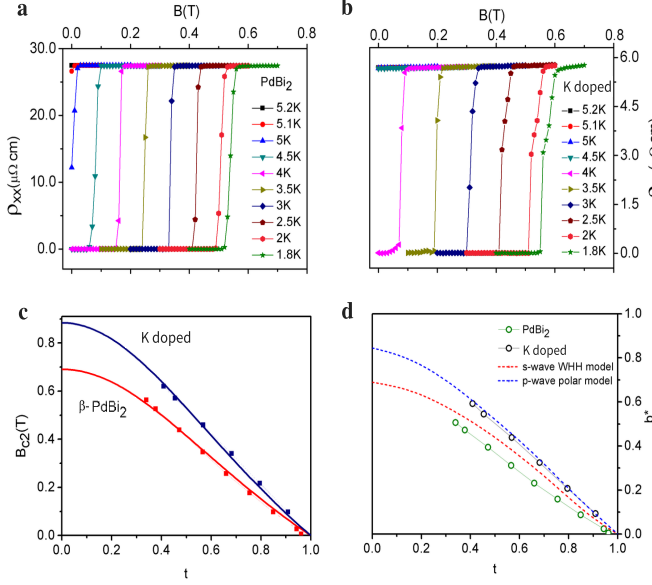 a
B(T)
0.0 0.2 0.4 0.6 0.8
30.0
20.0
10.0
0.0
ρxx(μΩ cm)
PdBi2
5.2K
5.1K
5K
4.5K
4K
3.5K
3K
2.5K
2K
1.8K
b
B(T)
0.0 0.2 0.4 0.6 0.8
6.0
4.5
3.0
0.0
(μΩ cm)
K doped
5.2K
5.1K
5K
4.5K
4K
3.5K
3K
2.5K
2K
1.8K
c
0.8
0.6
0.4
0.2
0.0
Bc2(T)
K doped
β-PdBi2
0.0 0.2 0.4 0.6 0.8 1.0
t
d
PdBi2
K doped
s-wave WHH model
p-wave polar model
1.0
0.8
0.6
0.4
0.2
0.0
b*
0.0 0.2 0.4 0.6 0.8 1.0
t